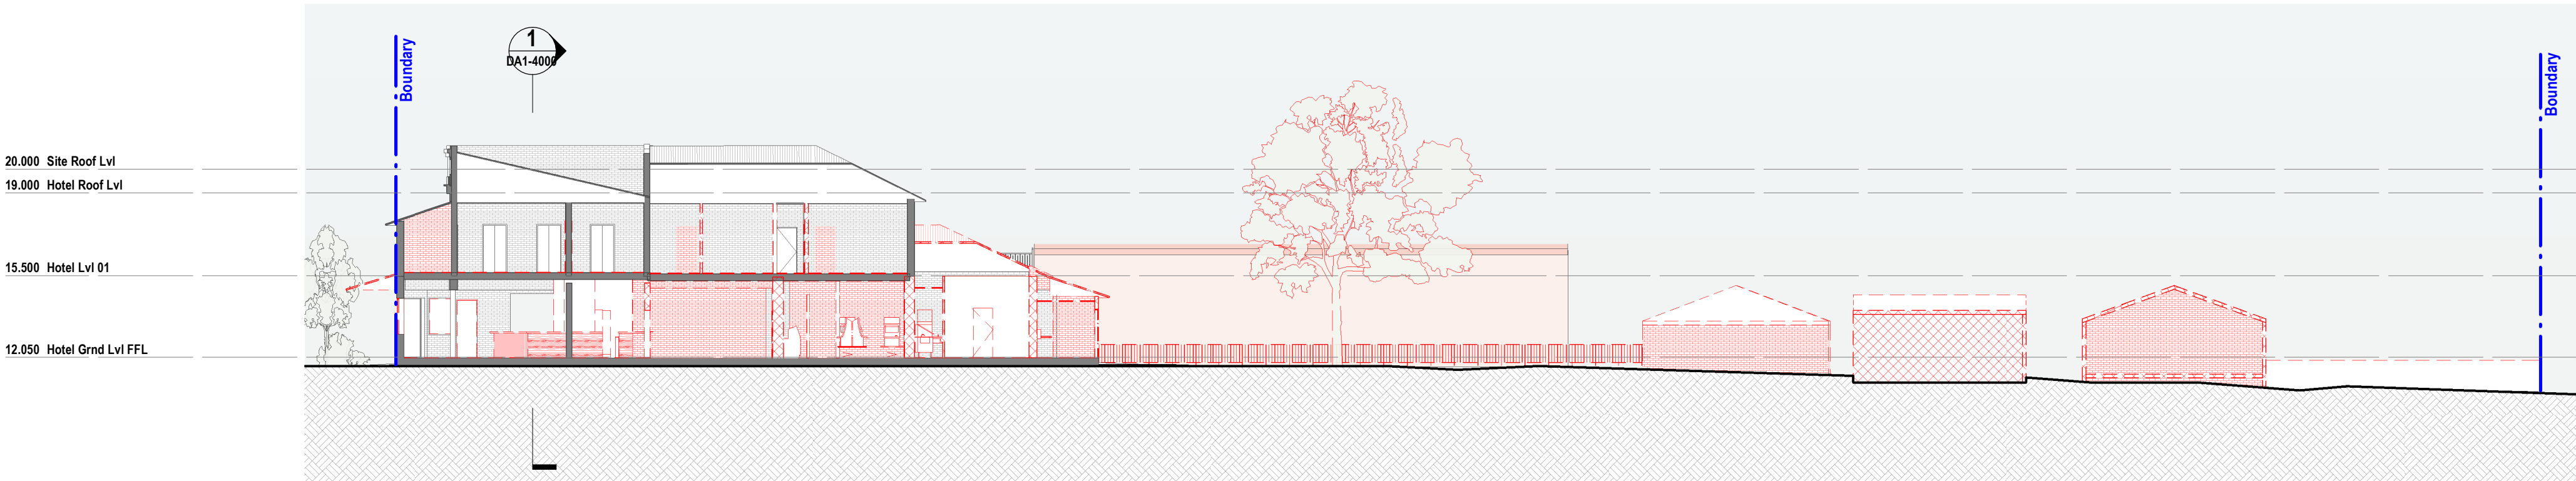 1
DA1-4000
Boundary
Boundary
20.000 Site Roof Lvl
19.000 Hotel Roof Lvl
15.500 Hotel Lvl 01
12.050 Hotel Grnd Lvl FFL